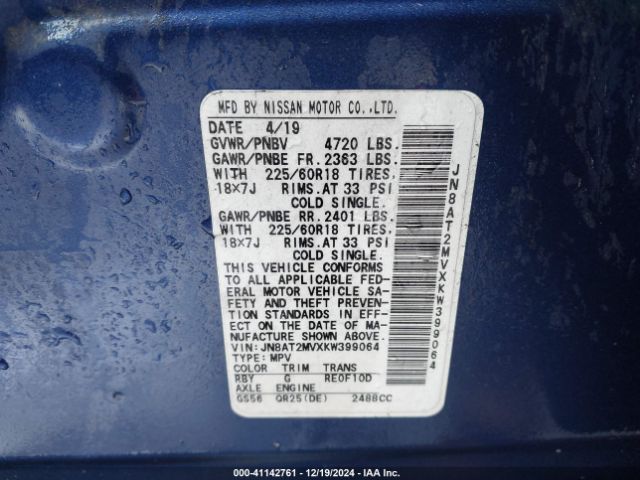 MFD BY NISSAN MOTOR CO.,LTD.
DATE 4/19
GVWR/PNBV 4720 LBS.
GAWR/PNBE FR. 2363 LBS.
WITH 225/60R18 TIRES,
18X7J RIMS.AT 33 PSI
COLD SINGLE.
GAWR/PNBE RR. 2401 LBS.
WITH 225/60R18 TIRES,
18X7J RIMS.AT 33 PSI
COLD SINGLE.
THIS VEHICLE CONFORMS
TO ALL APPLICABLE FED-
ERAL MOTOR VEHICLE SA-
FETY AND THEFT PREVEN-
TION STANDARDS IN EFF-
ECT ON THE DATE OF MA-
NUFACTURE SHOWN ABOVE.
VIN: JN8AT2MVXKW399064
TYPE: MPV
COLOR TRIM TRANS
RBY G RE0F10D
AXLE ENGINE
GS56 QR25(DE) 2488CC
JN8AT2MVXKW399064
000-41142761 - 12/19/2024 - IAA Inc.